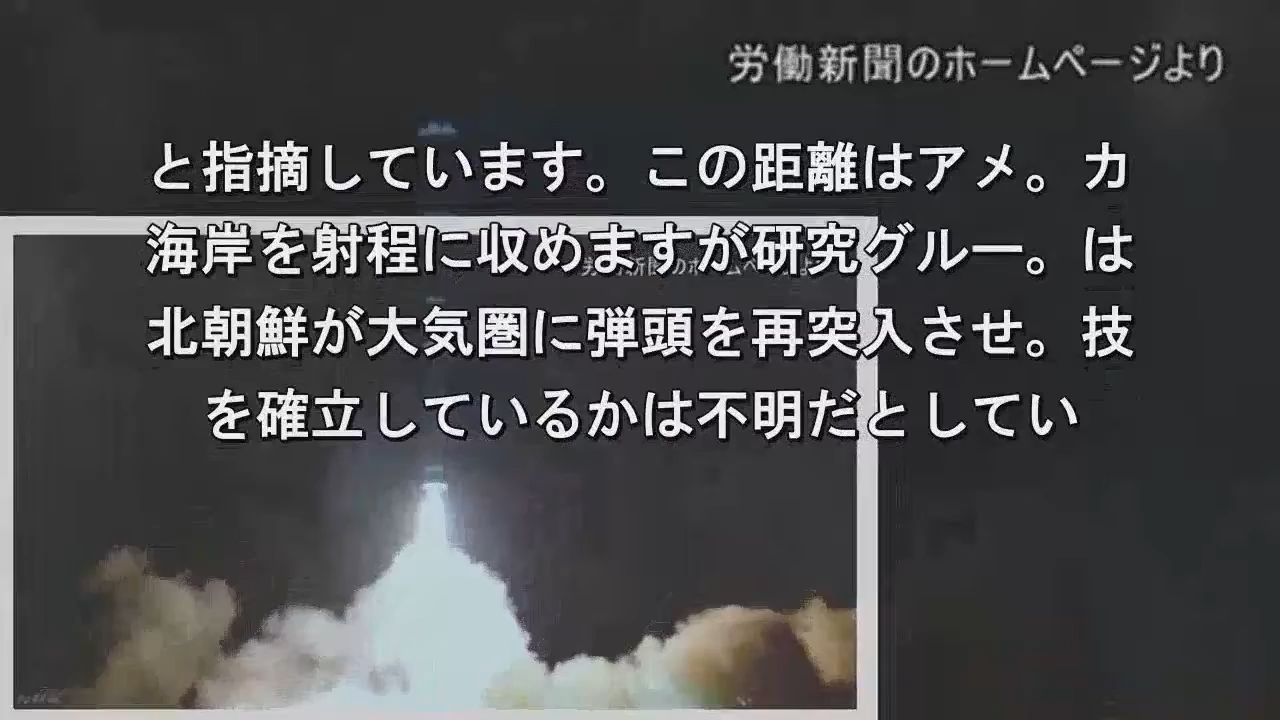 労働新聞のホームページより
と指摘しています。この距離はアメ。カ
海岸を射程に収めますが研究グルー。は
北朝鮮が大気圏に弾頭を再突入させ。技
を確立しているかは不明だとしてい